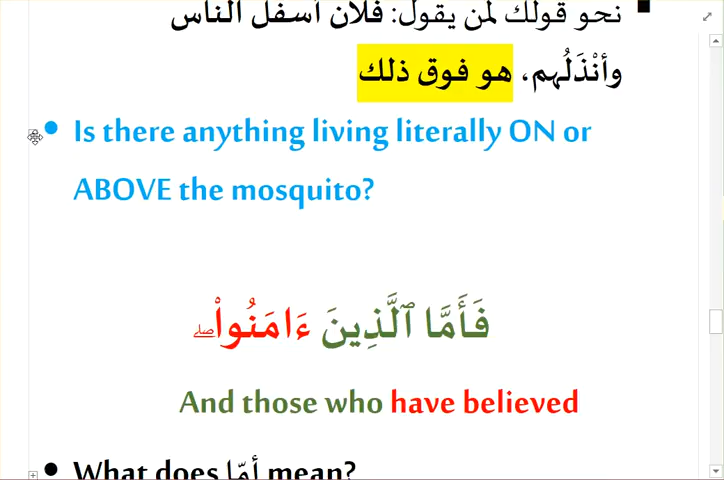 نحو قولك لمن يقول: فلان أسفل الناس
وأنْذَلُهم، هو فوق ذلك
Is there anything living literally ON or
ABOVE the mosquito?
فَأَمَّا ٱلَّذِينَ ءَامَنُوا۟ۖ
And those who have believed
What does أمّا mean?